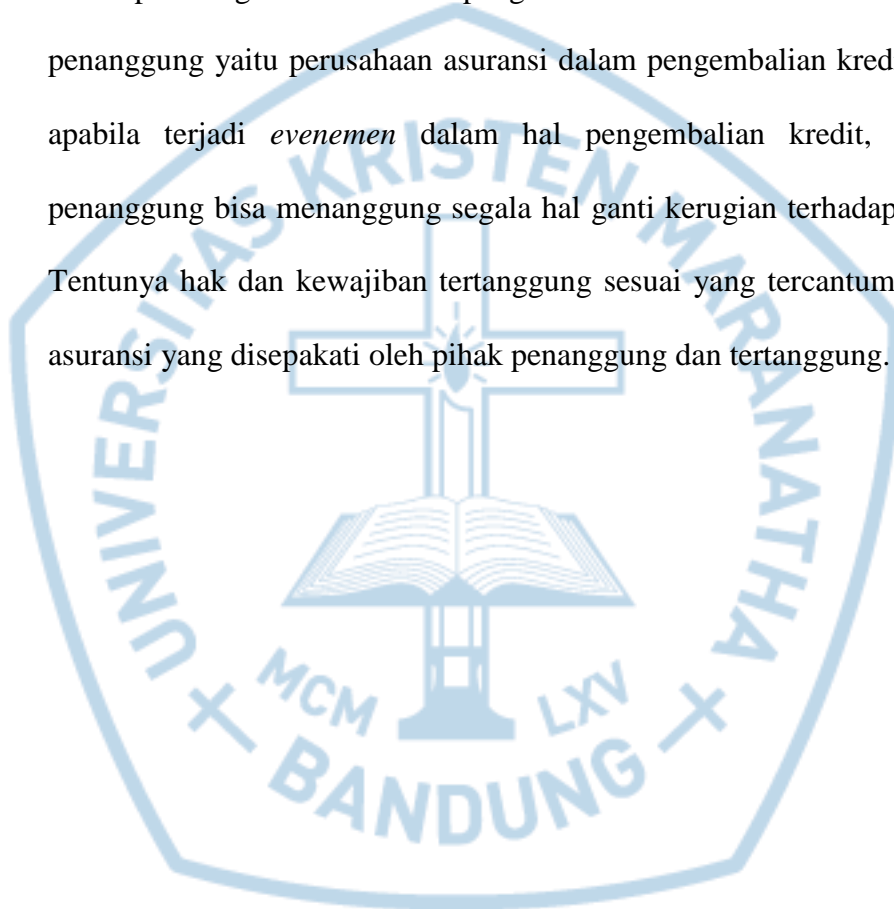 penanggung yaitu perusahaan asuransi dalam pengembalian kred
apabila terjadi evenemen dalam hal pengembalian kredit,
penanggung bisa menanggung segala hal ganti kerugian terhadap
Tentunya hak dan kewajiban tertanggung sesuai yang tercantum
asuransi yang disepakati oleh pihak penanggung dan tertanggung.
UNIVERSITAS KRISTEN MARANATHA
MCM LXV
BANDUNG